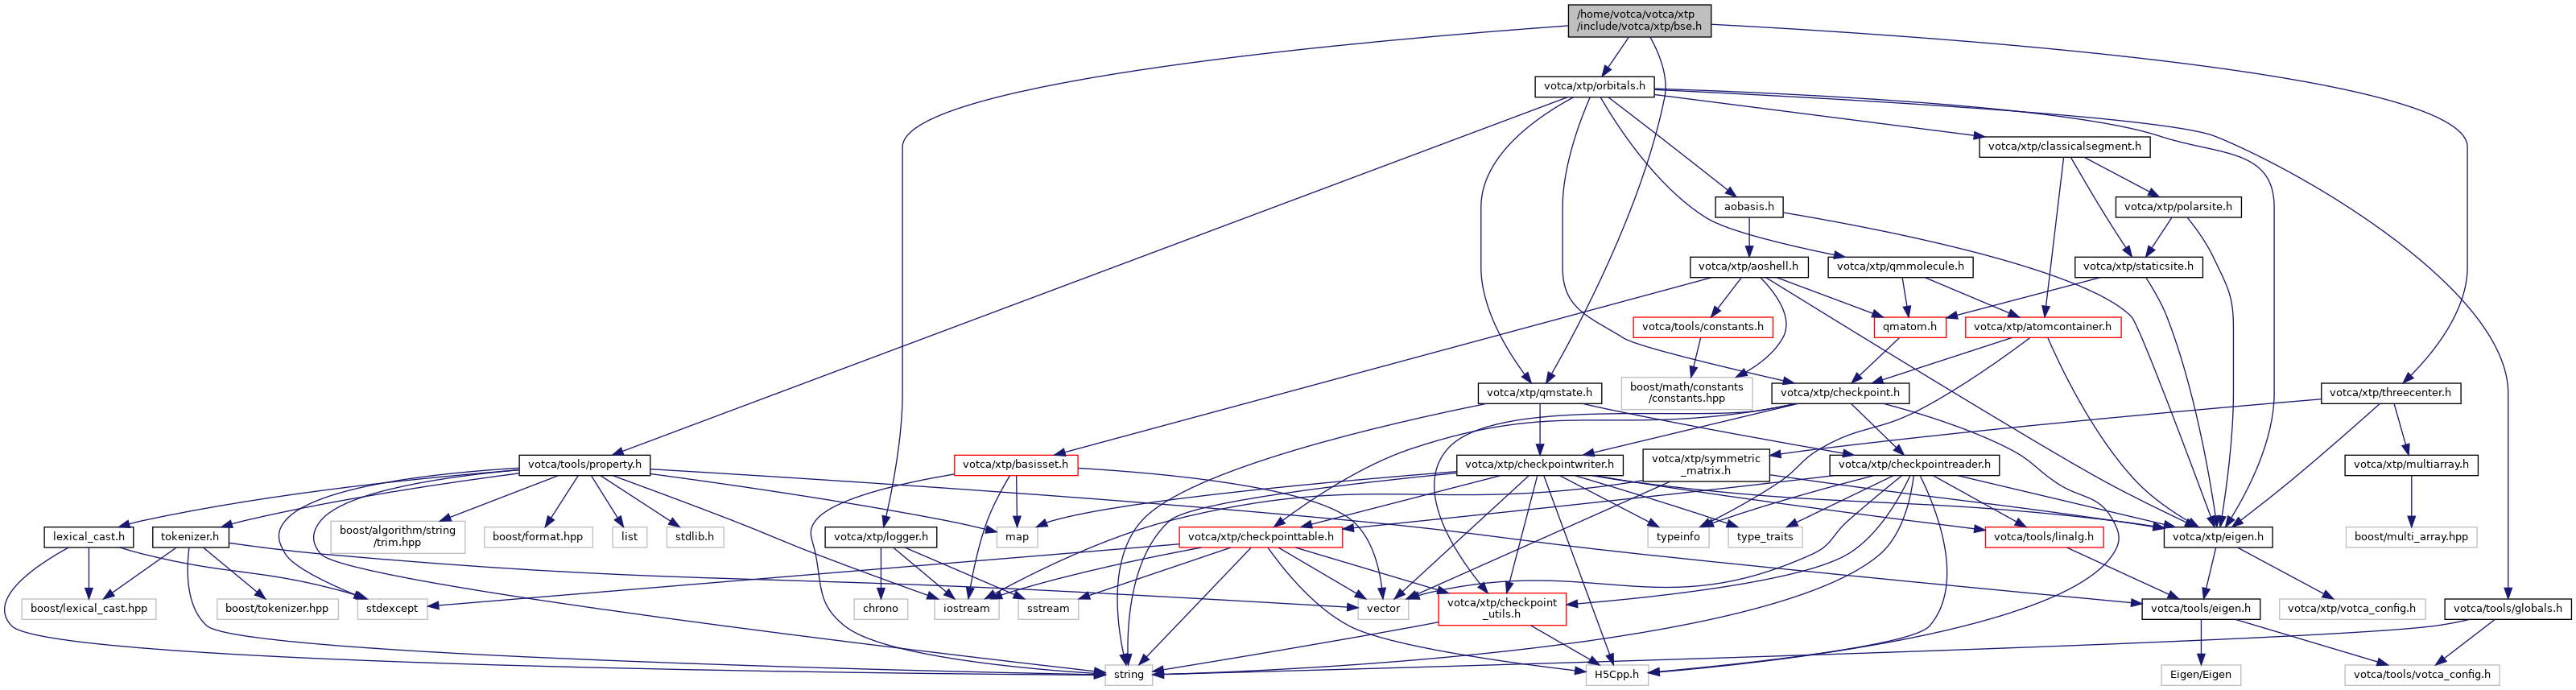 /home/votca/votca/xtp
/include/votca/xtp/bse.h
votca/xtp/orbitals.h
votca/xtp/classicalsegment.h
aobasis.h
votca/xtp/polarsite.h
votca/xtp/aoshell.h
votca/xtp/qmmolecule.h
votca/xtp/staticsite.h
votca/tools/constants.h
qmatom.h
votca/xtp/atomcontainer.h
boost/math/constants
/constants.hpp
votca/xtp/qmstate.h
votca/xtp/checkpoint.h
votca/xtp/threecenter.h
votca/tools/property.h
votca/xtp/basisset.h
votca/xtp/checkpointwriter.h
votca/xtp/symmetric
_matrix.h
votca/xtp/checkpointreader.h
votca/xtp/multiarray.h
lexical_cast.h
tokenizer.h
boost/algorithm/string
/trim.hpp
boost/format.hpp
list
stdlib.h
votca/xtp/logger.h
map
votca/xtp/checkpointtable.h
typeinfo
type_traits
votca/tools/linalg.h
votca/xtp/eigen.h
boost/multi_array.hpp
boost/lexical_cast.hpp
boost/tokenizer.hpp
stdexcept
chrono
iostream
sstream
vector
votca/xtp/checkpoint
_utils.h
votca/tools/eigen.h
votca/xtp/votca_config.h
votca/tools/globals.h
string
H5Cpp.h
Eigen/Eigen
votca/tools/votca_config.h